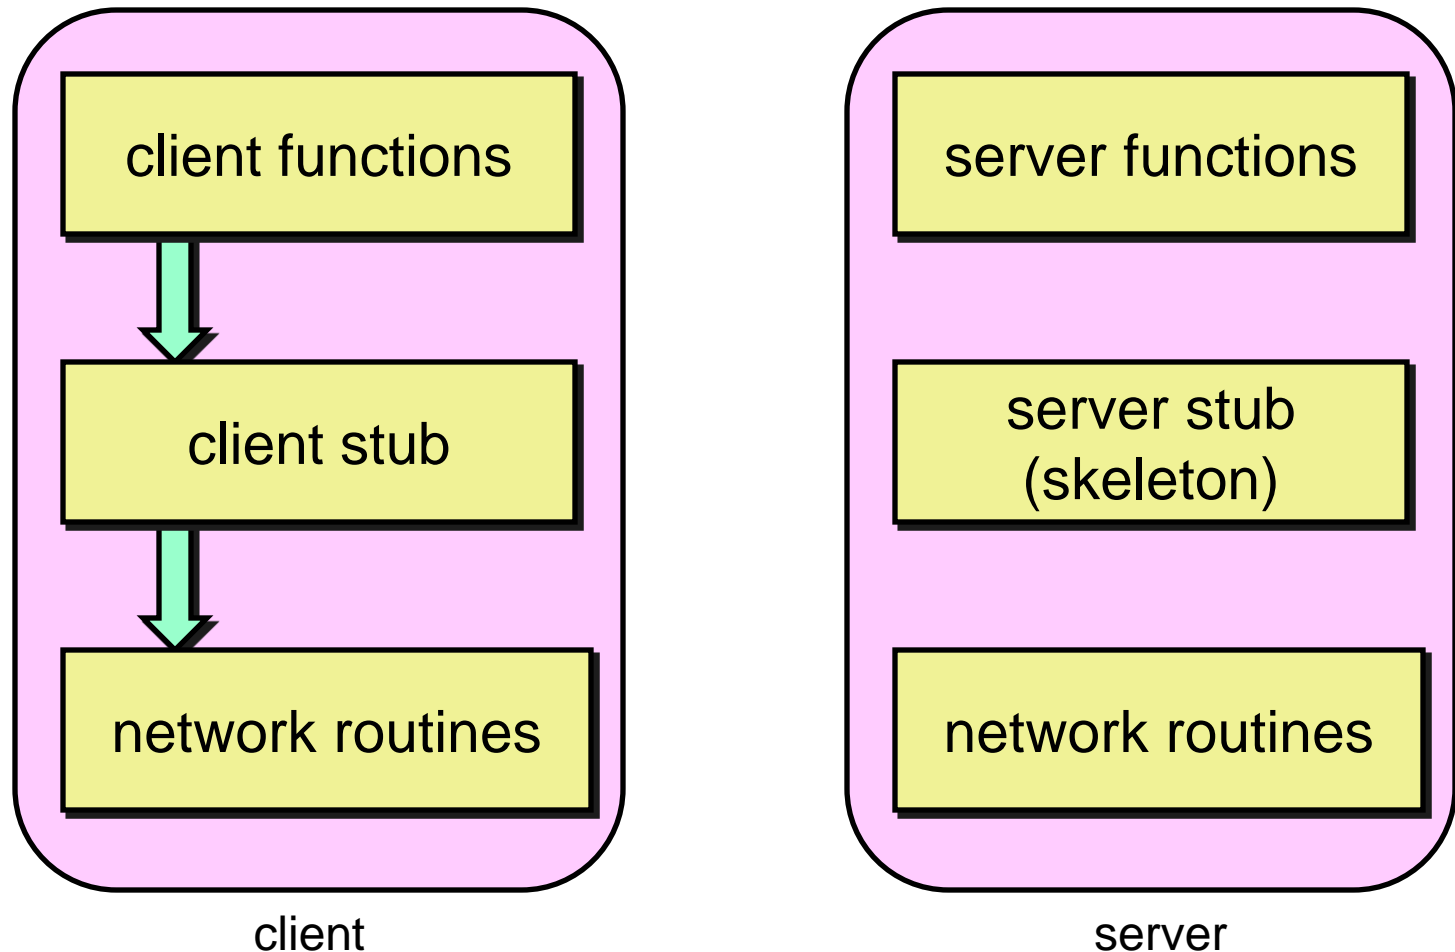 client functions
client stub
network routines
client
server functions
server stub
(skeleton)
network routines
server